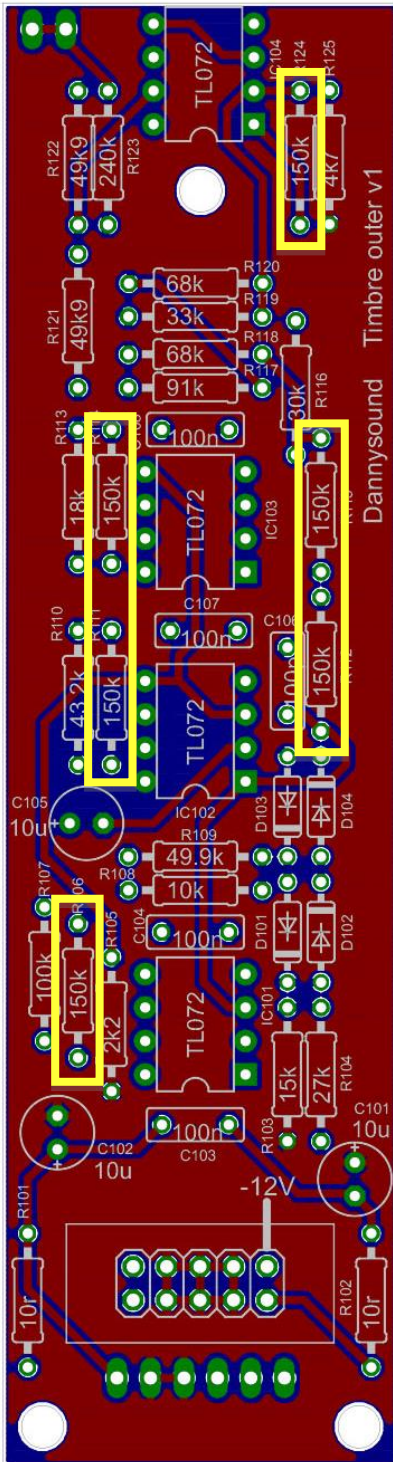 IC104
TL072
R124
R125
150k
4k7
R122
49k9
240k
R123
R121
49k9
68k
R120
33k
R119
68k
R118
91k
R117
R116
30k
Timbre outer v1
Dannysound
R113
18k
150k
100n
TL072
IC103
150k
R110
43.2k
150k
C107
100n
C106
100n
150k
TL072
IC102
C105
10u
D103
D104
R109
49.9k
R108
10k
R107
100k
150k
R105
2k2
C104
100n
D101
D102
TL072
IC101
15k
27k
R104
R103
C102
10u
100n
C103
C101
10u
-12V
R101
10r
R102
10r